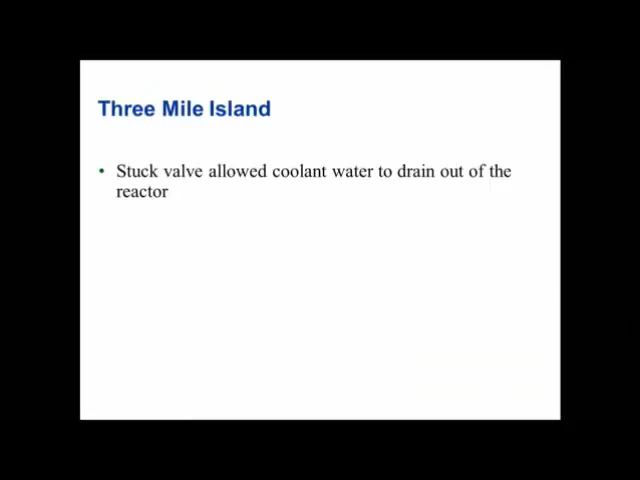 Three Mile Island
• Stuck valve allowed coolant water to drain out of the
reactor